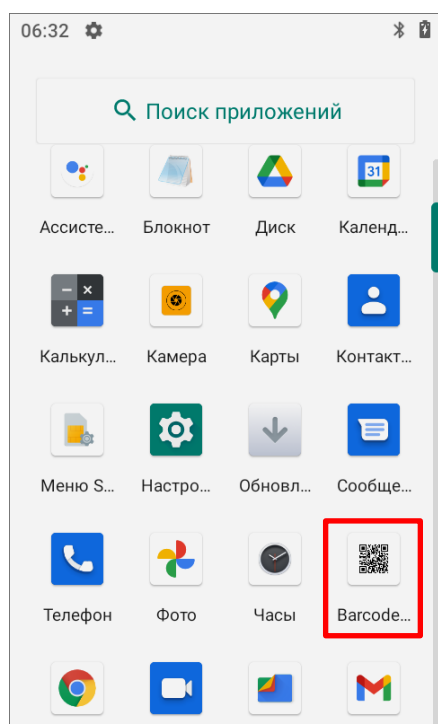 06:32
Поиск приложений
31
Ассисте... Блокнот Диск Календ...
Калькул... Камера Карты Контакт...
Меню S... Настро... Обновл... Сообще...
Телефон Фото Часы Barcode...